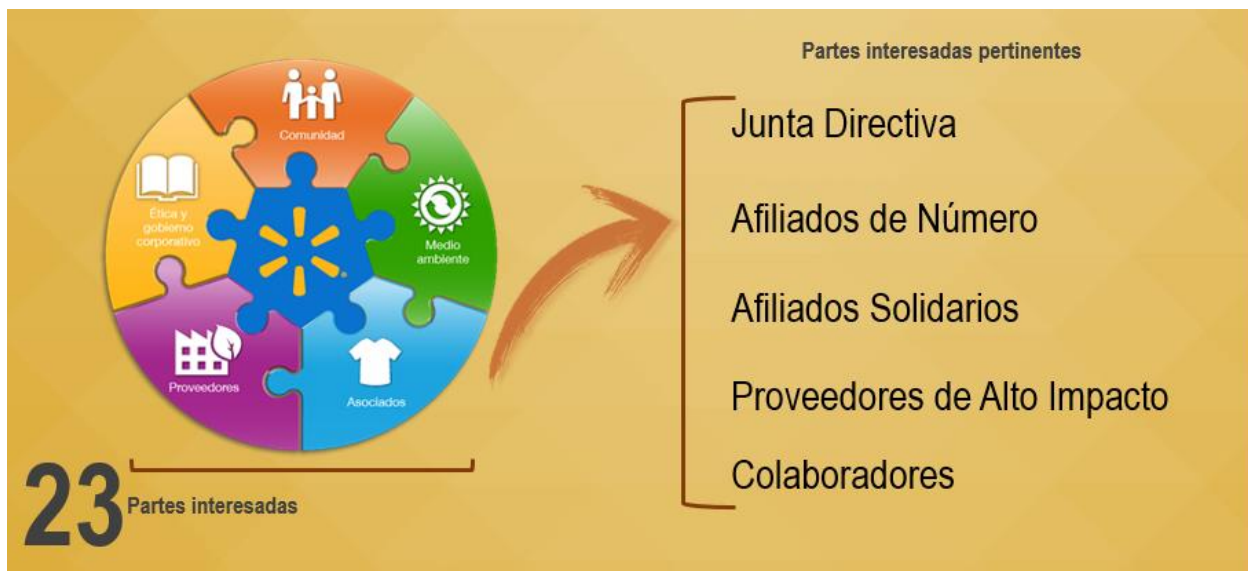 Partes interesadas pertinentes
Comunidad
Ética y
gobierno
corporativo
Medio
ambiente
Proveedores
Asociados
23 Partes interesadas
Junta Directiva
Afiliados de Número
Afiliados Solidarios
Proveedores de Alto Impacto
Colaboradores